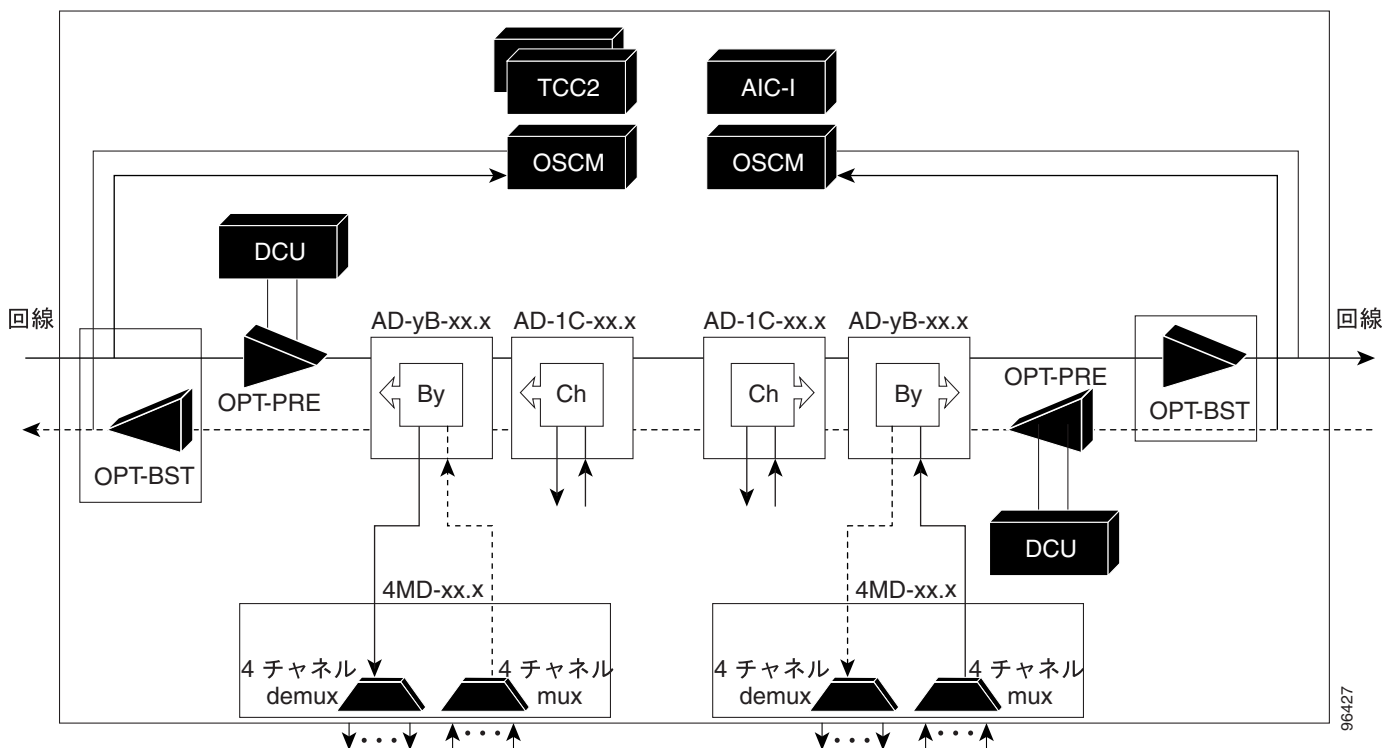 TCC2
AIC-I
OSCM
OSCM
DCU
回線
AD-yB-xx.x
AD-1C-xx.x
AD-1C-xx.x
AD-yB-xx.x
回線
By
Ch
Ch
By
OPT-PRE
OPT-PRE
OPT-BST
OPT-BST
DCU
4MD-xx.x
4MD-xx.x
4 チャネル
demux
4 チャネル
mux
4 チャネル
demux
4 チャネル
mux
96427